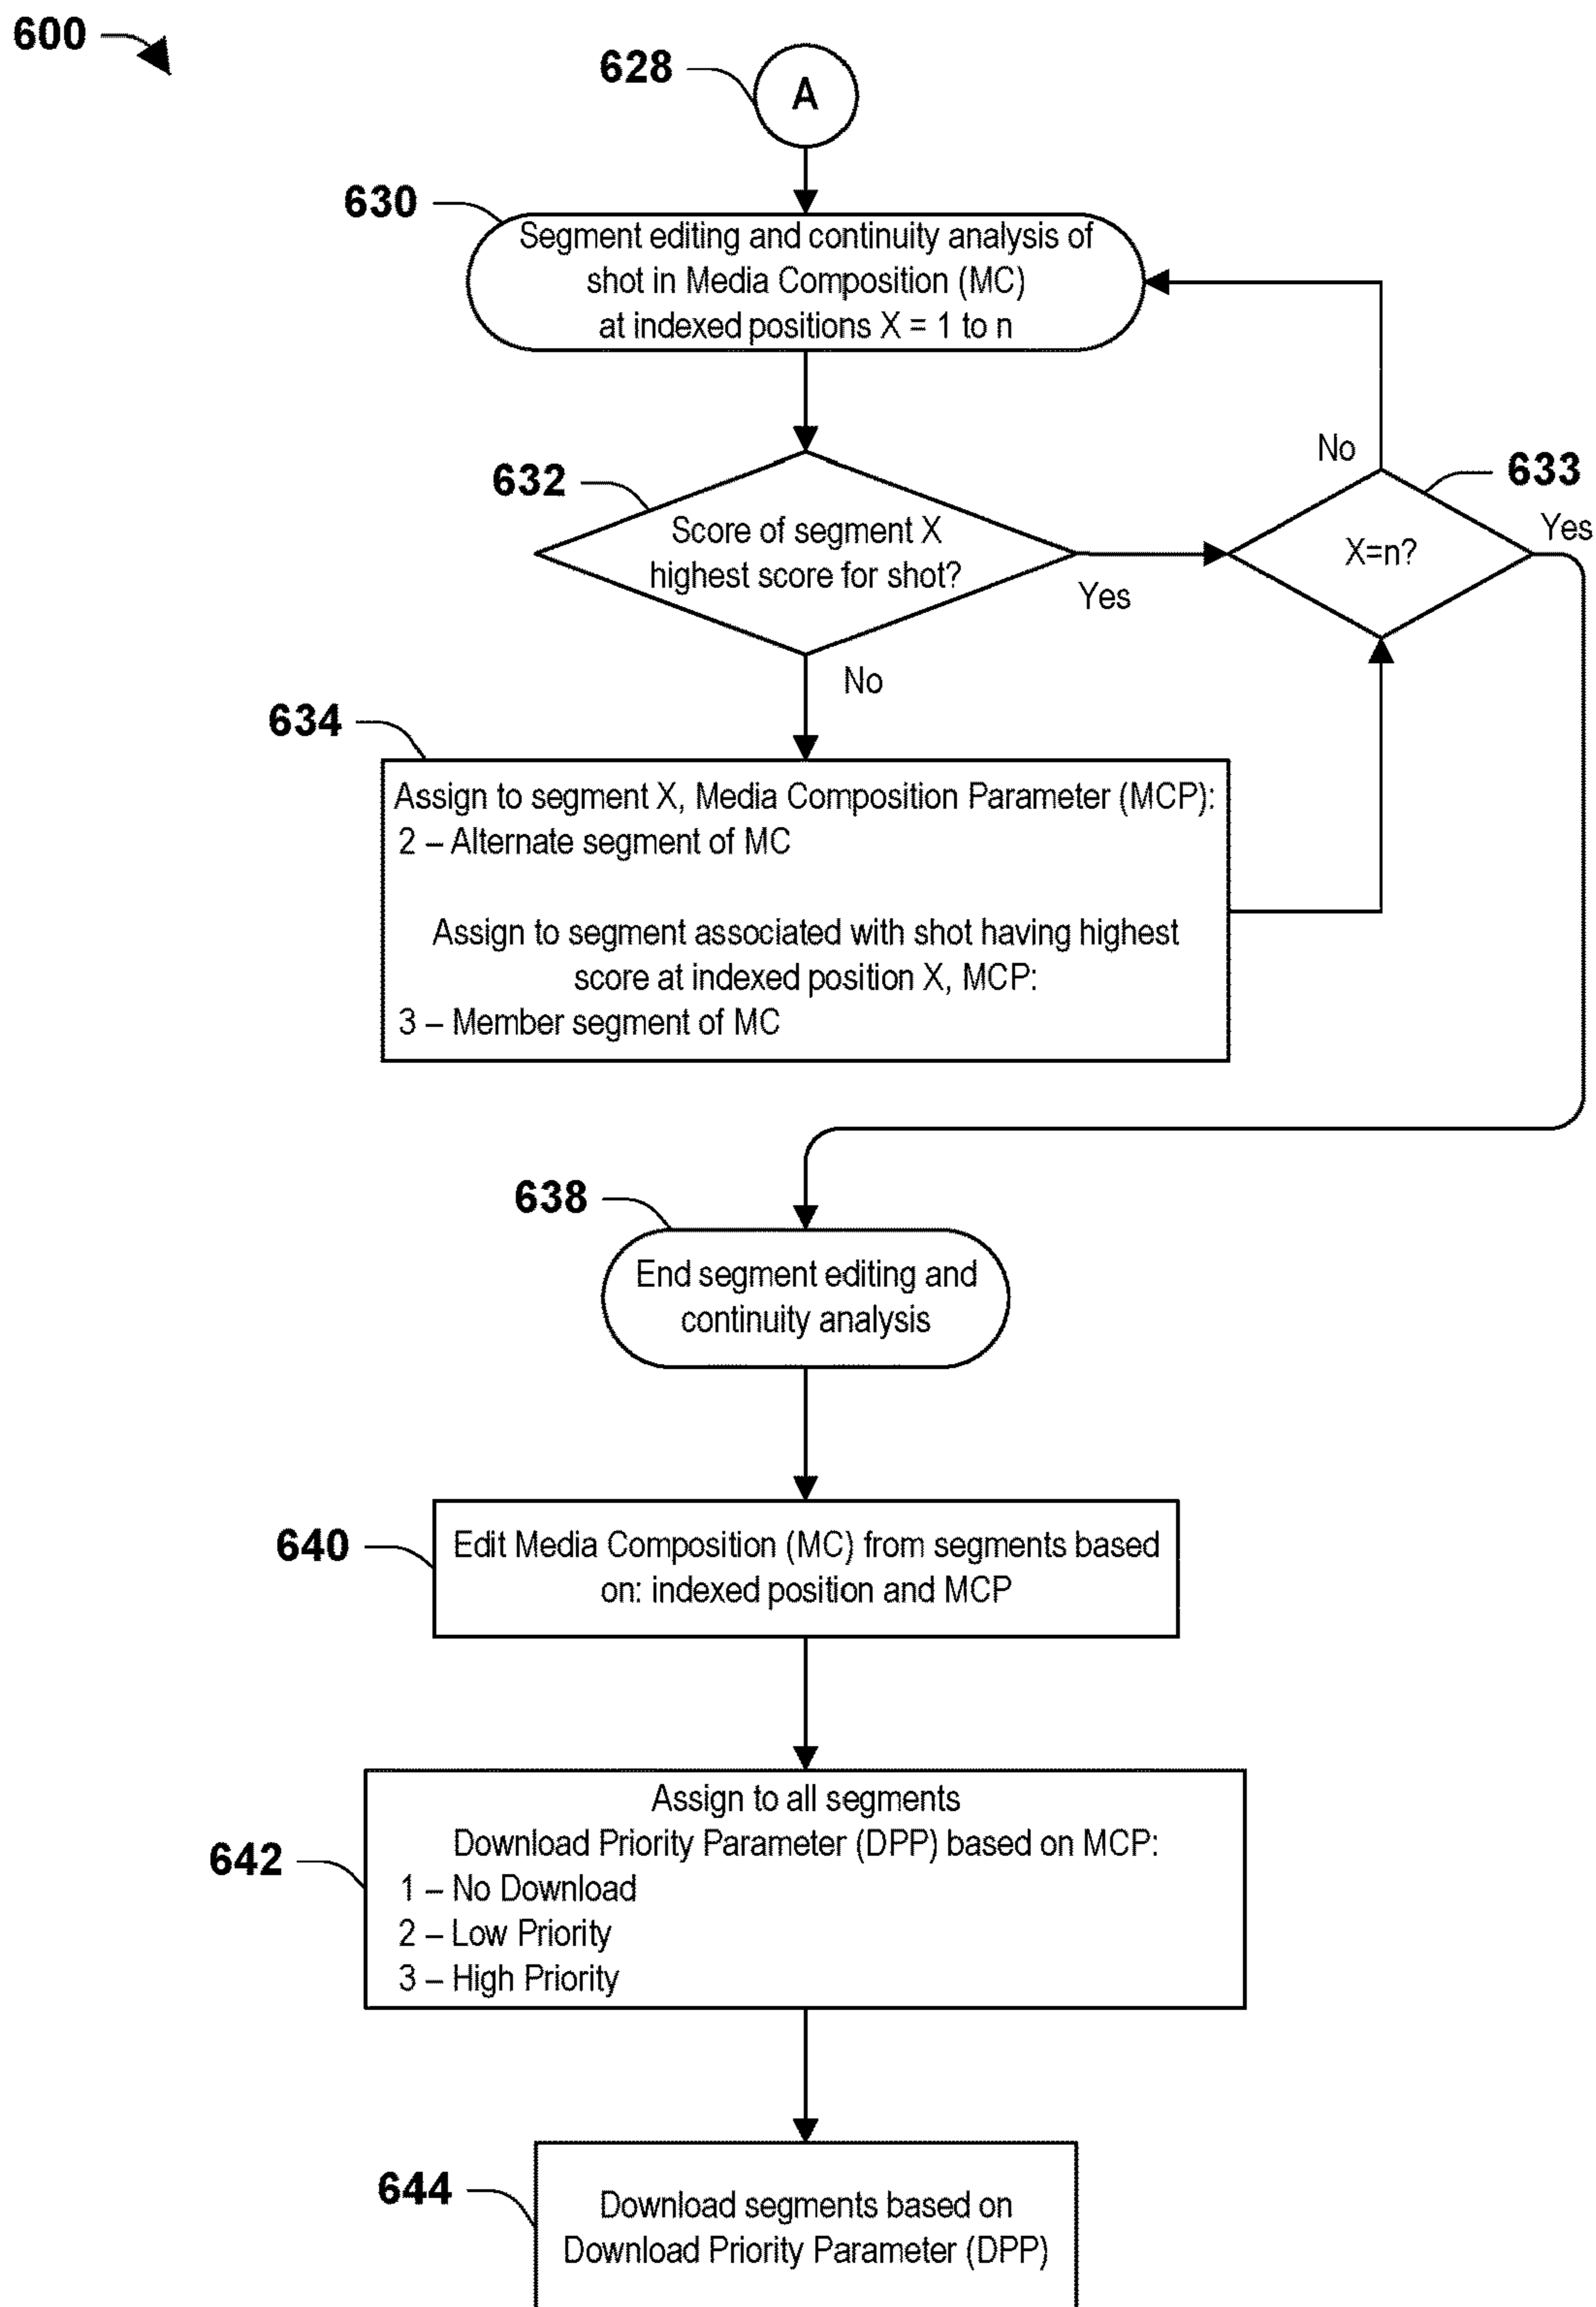 600
628
A
630
Segment editing and continuity analysis of
shot in Media Composition (MC)
at indexed positions X = 1 to n
No
633
632
Yes
Score of segment X
highest score for shot?
X=n?
Yes
No
634
Assign to segment X, Media Composition Parameter (MCP):
2 – Alternate segment of MC
Assign to segment associated with shot having highest
score at indexed position X, MCP:
3 – Member segment of MC
638
End segment editing and
continuity analysis
640
Edit Media Composition (MC) from segments based
on: indexed position and MCP
642
Assign to all segments
Download Priority Parameter (DPP) based on MCP:
1 – No Download
2 – Low Priority
3 – High Priority
644
Download segments based on
Download Priority Parameter (DPP)